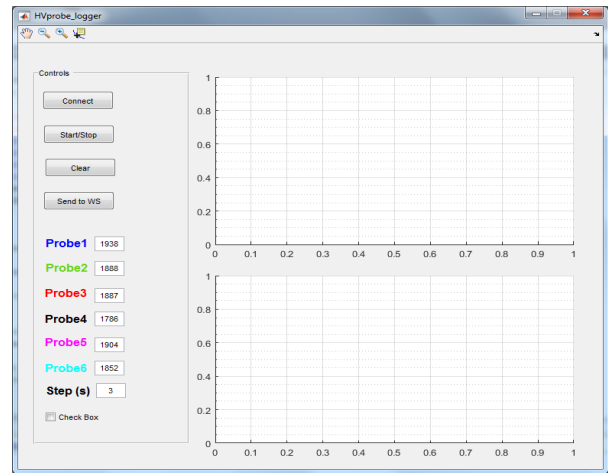 HVprobe_logger
Controls
Connect
Start/Stop
Clear
Send to WS
Probe1 1938
Probe2 1888
Probe3 1887
Probe4 1786
Probe5 1904
Probe6 1852
Step (s) 3
Check Box
1
0.8
0.6
0.4
0.2
0
0 0.1 0.2 0.3 0.4 0.5 0.6 0.7 0.8 0.9 1
1
0.8
0.6
0.4
0.2
0
0 0.1 0.2 0.3 0.4 0.5 0.6 0.7 0.8 0.9 1